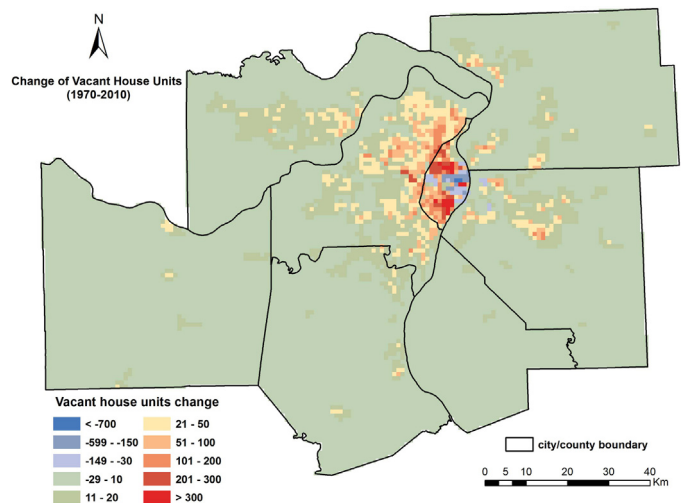 N
Change of Vacant House Units
(1970-2010)
Vacant house units change
< -700
-599 - -150
-149 - -30
-29 - 10
11 - 20
21 - 50
51 - 100
101 - 200
201 - 300
> 300
city/county boundary
0 5 10 20 30 40
Km